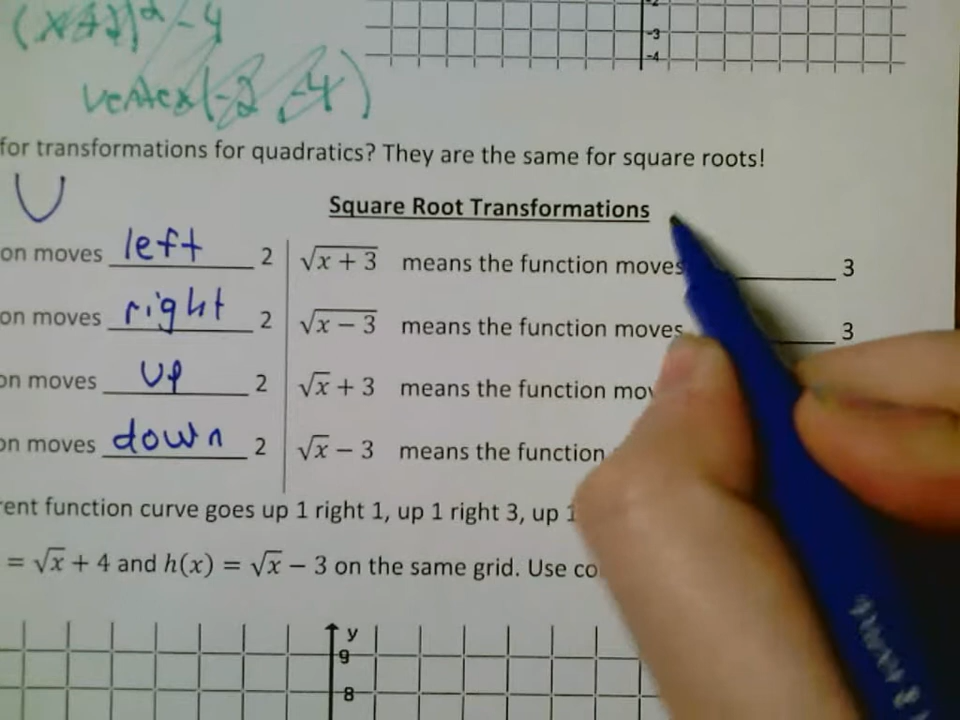 (x+2)² - 4
-3
-4
vertex (-2 -4)
for transformations for quadratics? They are the same for square roots!
Square Root Transformations
on moves left 2 √x + 3 means the function moves 3
on moves right 2 √x − 3 means the function moves 3
on moves up 2 √x + 3 means the function mov
on moves down 2 √x − 3 means the function
rent function curve goes up 1 right 1, up 1 right 3, up 1
= √x + 4 and h(x) = √x − 3 on the same grid. Use co
y
9
8